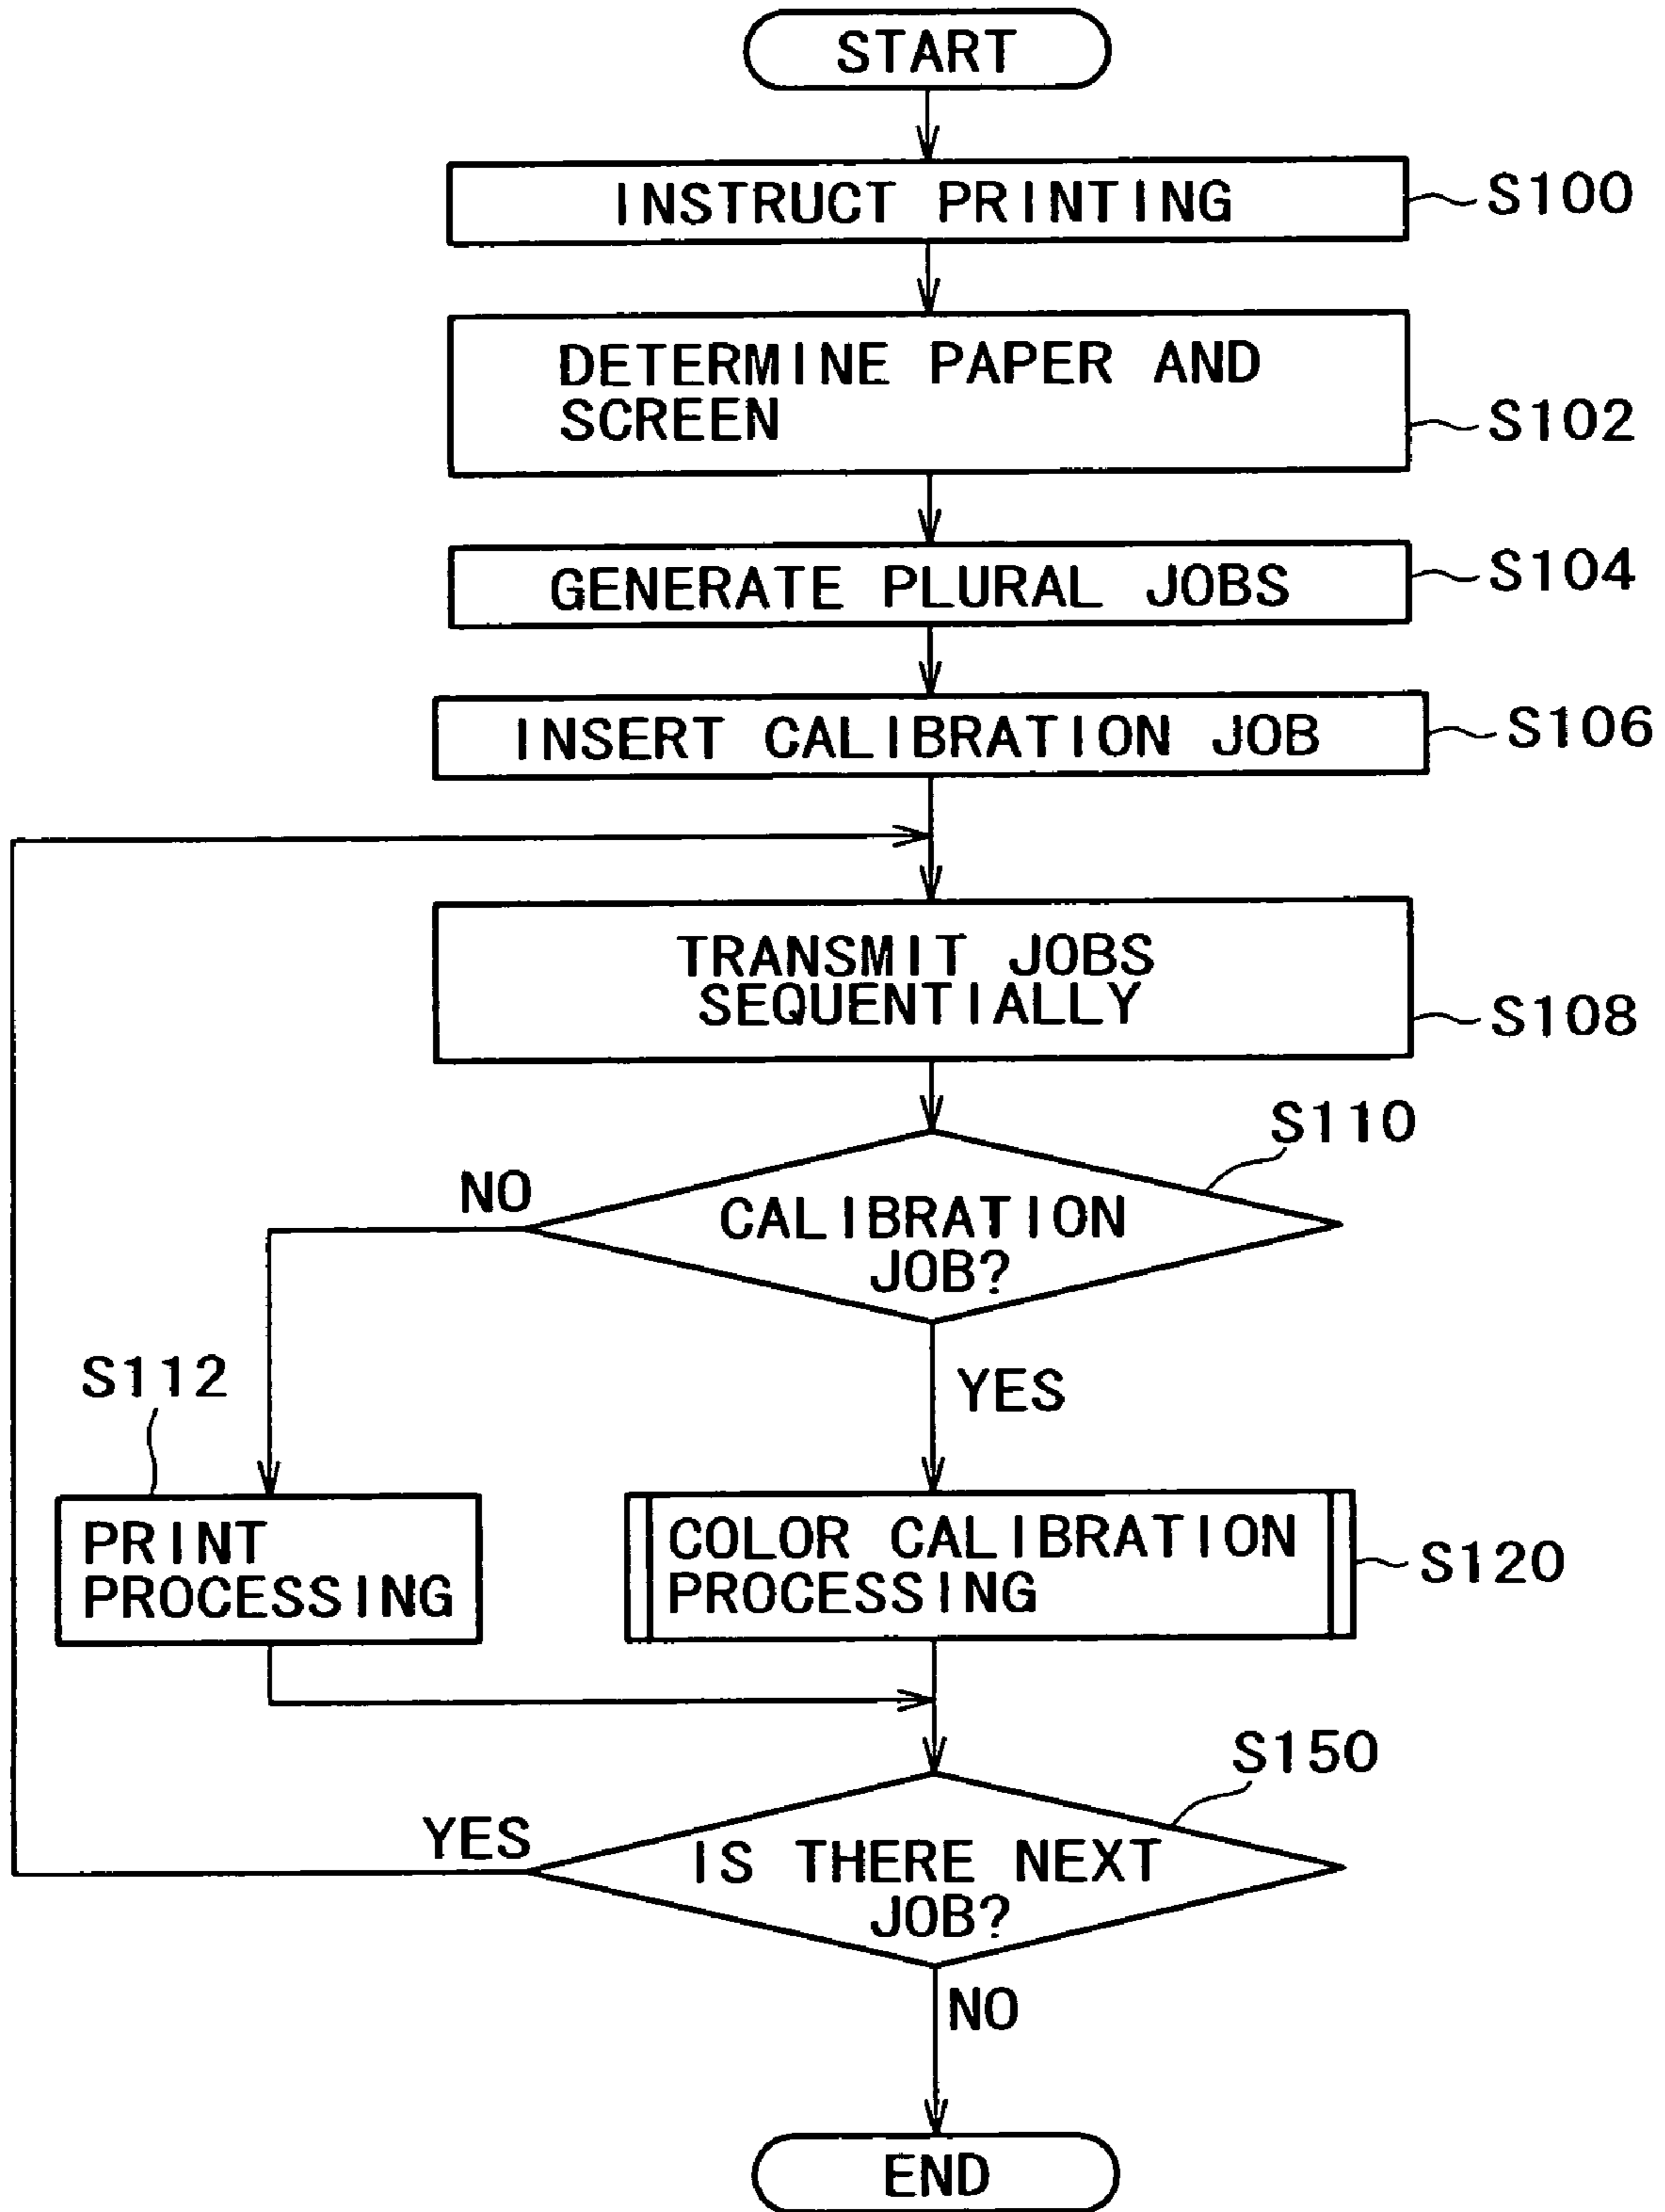 START
INSTRUCT PRINTING
S100
DETERMINE PAPER AND
SCREEN
S102
GENERATE PLURAL JOBS
S104
INSERT CALIBRATION JOB
S106
TRANSMIT JOBS
SEQUENTIALLY
S108
S110
NO
CALIBRATION
JOB?
S112
YES
PRINT
PROCESSING
COLOR CALIBRATION
PROCESSING
S120
S150
YES
IS THERE NEXT
JOB?
NO
END